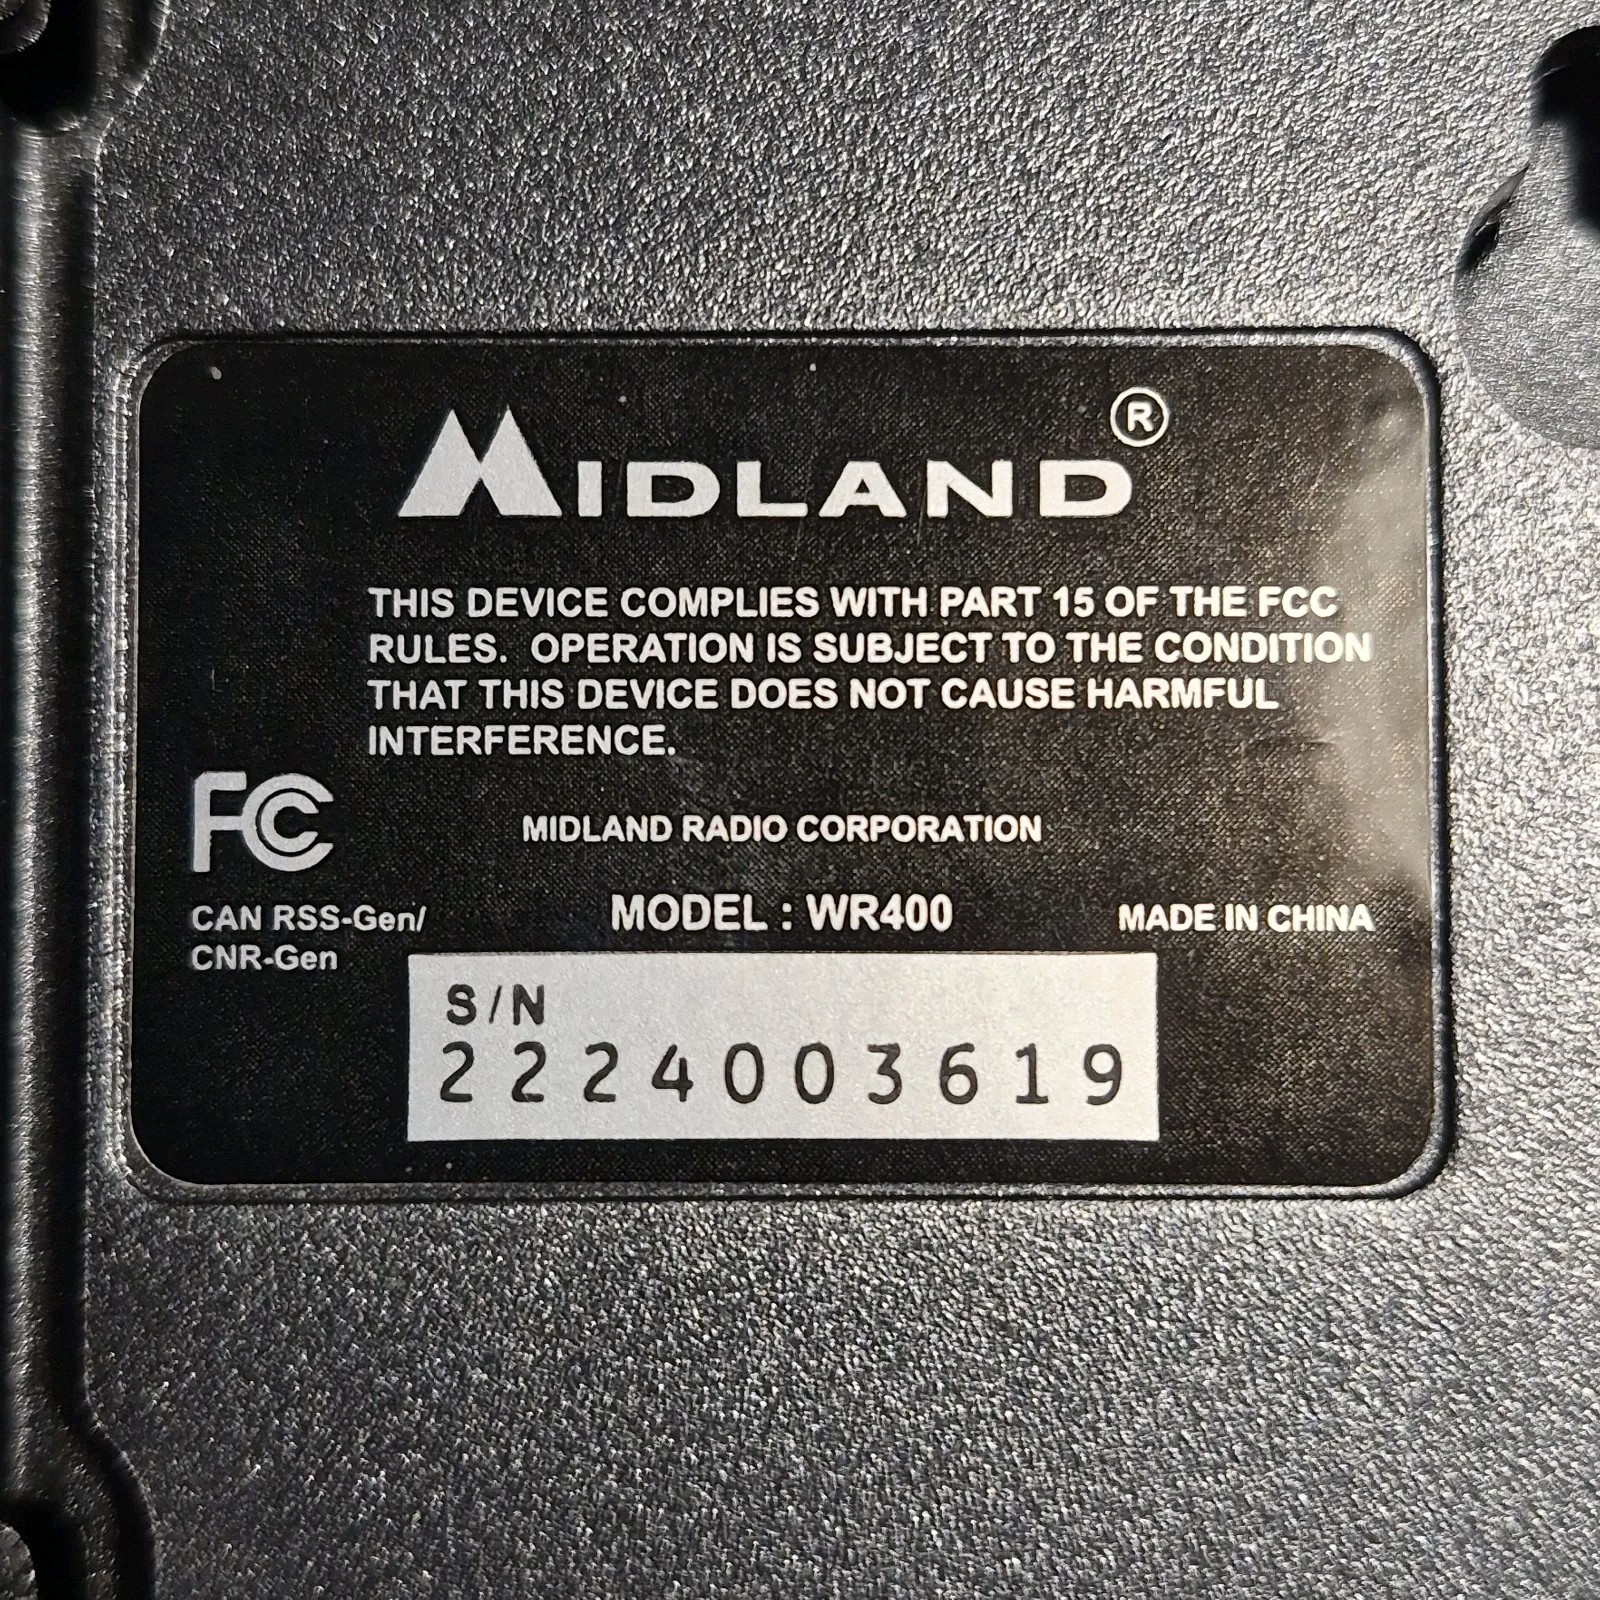 MIDLAND®
THIS DEVICE COMPLIES WITH PART 15 OF THE FCC
RULES. OPERATION IS SUBJECT TO THE CONDITION
THAT THIS DEVICE DOES NOT CAUSE HARMFUL
INTERFERENCE.
FC
MIDLAND RADIO CORPORATION
CAN RSS-Gen/
CNR-Gen
MODEL : WR400
MADE IN CHINA
S/N
2224003619